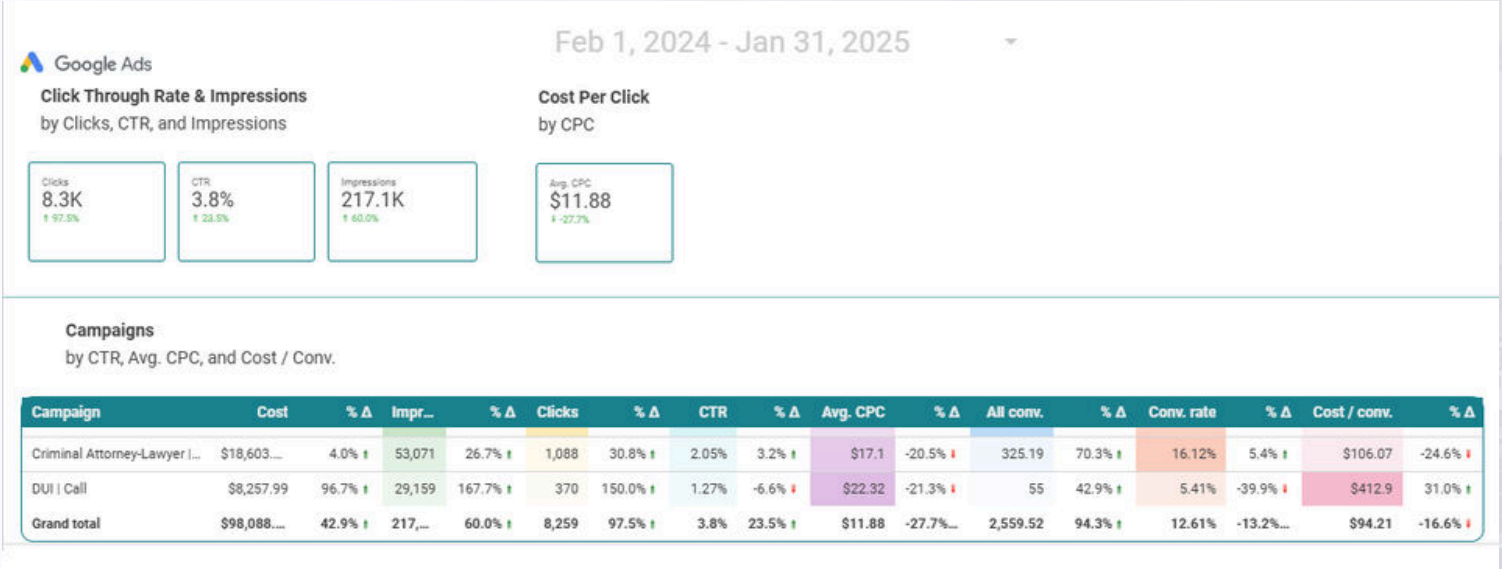 Feb 1, 2024 - Jan 31, 2025
Google Ads
Click Through Rate & Impressions
by Clicks, CTR, and Impressions
Cost Per Click
by CPC
Clicks
8.3K
⬆ 97.5%
CTR
3.8%
⬆ 23.5%
Impressions
217.1K
⬆ 60.0%
Avg. CPC
$11.88
⬇ -27.7%
Campaigns
by CTR, Avg. CPC, and Cost / Conv.
Campaign Cost % Δ Impr... % Δ Clicks % Δ CTR % Δ Avg. CPC % Δ All conv. % Δ Conv. rate % Δ Cost / conv. % Δ
Criminal Attorney-Lawyer |... $18,603.... 4.0% ⬆ 53,071 26.7% ⬆ 1,088 30.8% ⬆ 2.05% 3.2% ⬆ $17.1 -20.5% ⬇ 325.19 70.3% ⬆ 16.12% 5.4% ⬆ $106.07 -24.6% ⬇
DUI | Call $8,257.99 96.7% ⬆ 29,159 167.7% ⬆ 370 150.0% ⬆ 1.27% -6.6% ⬇ $22.32 -21.3% ⬇ 55 42.9% ⬆ 5.41% -39.9% ⬇ $412.9 31.0% ⬆
Grand total $98,088.... 42.9% ⬆ 217,... 60.0% ⬆ 8,259 97.5% ⬆ 3.8% 23.5% ⬆ $11.88 -27.7%... 2,559.52 94.3% ⬆ 12.61% -13.2%... $94.21 -16.6% ⬇